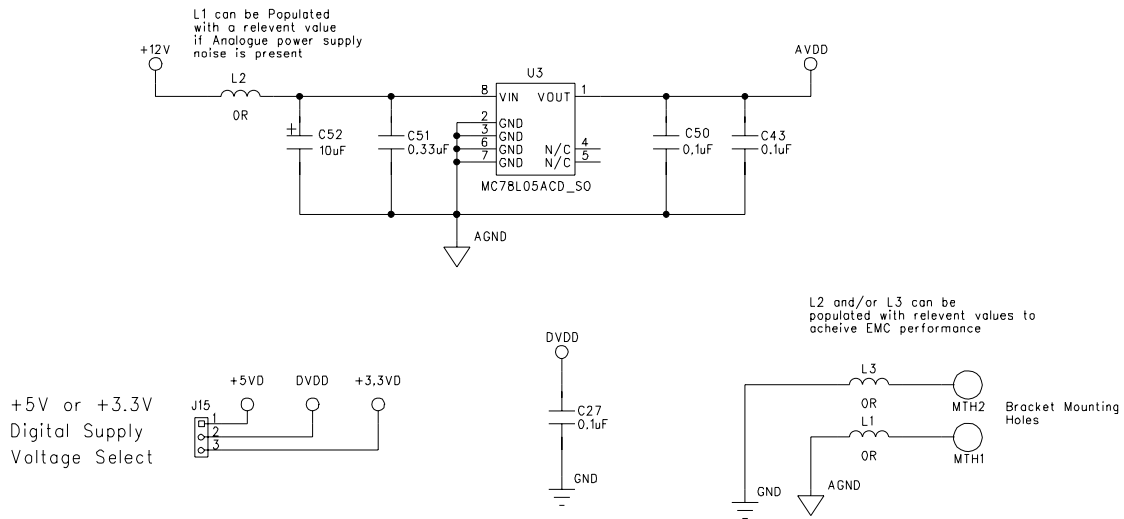 L1 can be Populated
with a relevent value
if Analogue power supply
noise is present
+12V
L2
0R
C52
10uF
C51
0.33uF
U3
8 VIN VOUT 1
2 GND
3 GND
6 GND N/C 4
7 GND N/C 5
MC78L05ACD_SO
AGND
C50
0.1uF
C43
0.1uF
AVDD
+5V or +3.3V
Digital Supply
Voltage Select
J15
1
2
3
+5VD
DVDD
+3.3VD
DVDD
C27
0.1uF
GND
L2 and/or L3 can be
populated with relevent values to
acheive EMC performance
L3
0R
MTH2
L1
0R
MTH1
Bracket Mounting
Holes
GND
AGND